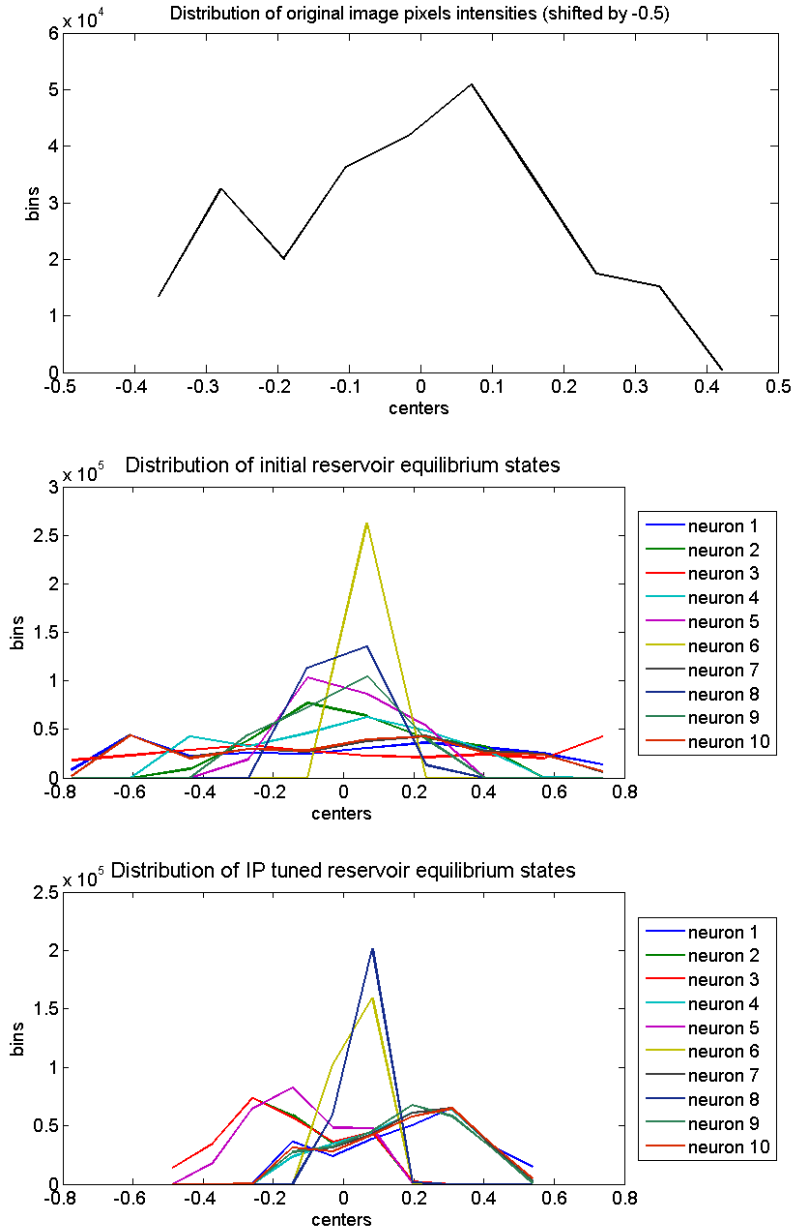 Distribution of original image pixels intensities (shifted by -0.5)
x 10^4
6
5
4
3
2
1
0
bins
-0.5 -0.4 -0.3 -0.2 -0.1 0 0.1 0.2 0.3 0.4 0.5
centers
Distribution of initial reservoir equilibrium states
x 10^5
3
2.5
2
1.5
1
0.5
0
bins
-0.8 -0.6 -0.4 -0.2 0 0.2 0.4 0.6 0.8
centers
neuron 1
neuron 2
neuron 3
neuron 4
neuron 5
neuron 6
neuron 7
neuron 8
neuron 9
neuron 10
Distribution of IP tuned reservoir equilibrium states
x 10^5
2.5
2
1.5
1
0.5
0
bins
-0.8 -0.6 -0.4 -0.2 0 0.2 0.4 0.6 0.8
centers
neuron 1
neuron 2
neuron 3
neuron 4
neuron 5
neuron 6
neuron 7
neuron 8
neuron 9
neuron 10